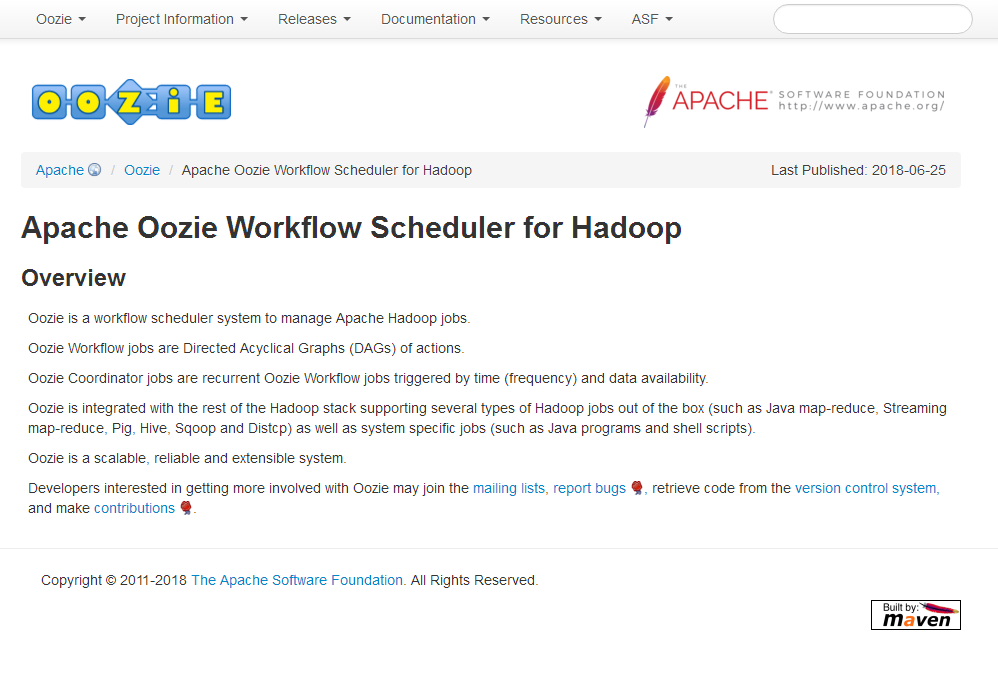 Oozie Project Information Releases Documentation Resources ASF
OOZIE
THE APACHE® SOFTWARE FOUNDATION
http://www.apache.org/
Apache / Oozie / Apache Oozie Workflow Scheduler for Hadoop Last Published: 2018-06-25
Apache Oozie Workflow Scheduler for Hadoop
Overview
Oozie is a workflow scheduler system to manage Apache Hadoop jobs.
Oozie Workflow jobs are Directed Acyclical Graphs (DAGs) of actions.
Oozie Coordinator jobs are recurrent Oozie Workflow jobs triggered by time (frequency) and data availability.
Oozie is integrated with the rest of the Hadoop stack supporting several types of Hadoop jobs out of the box (such as Java map-reduce, Streaming
map-reduce, Pig, Hive, Sqoop and Distcp) as well as system specific jobs (such as Java programs and shell scripts).
Oozie is a scalable, reliable and extensible system.
Developers interested in getting more involved with Oozie may join the mailing lists, report bugs , retrieve code from the version control system,
and make contributions .
Copyright © 2011-2018 The Apache Software Foundation. All Rights Reserved.
Built by:
maven